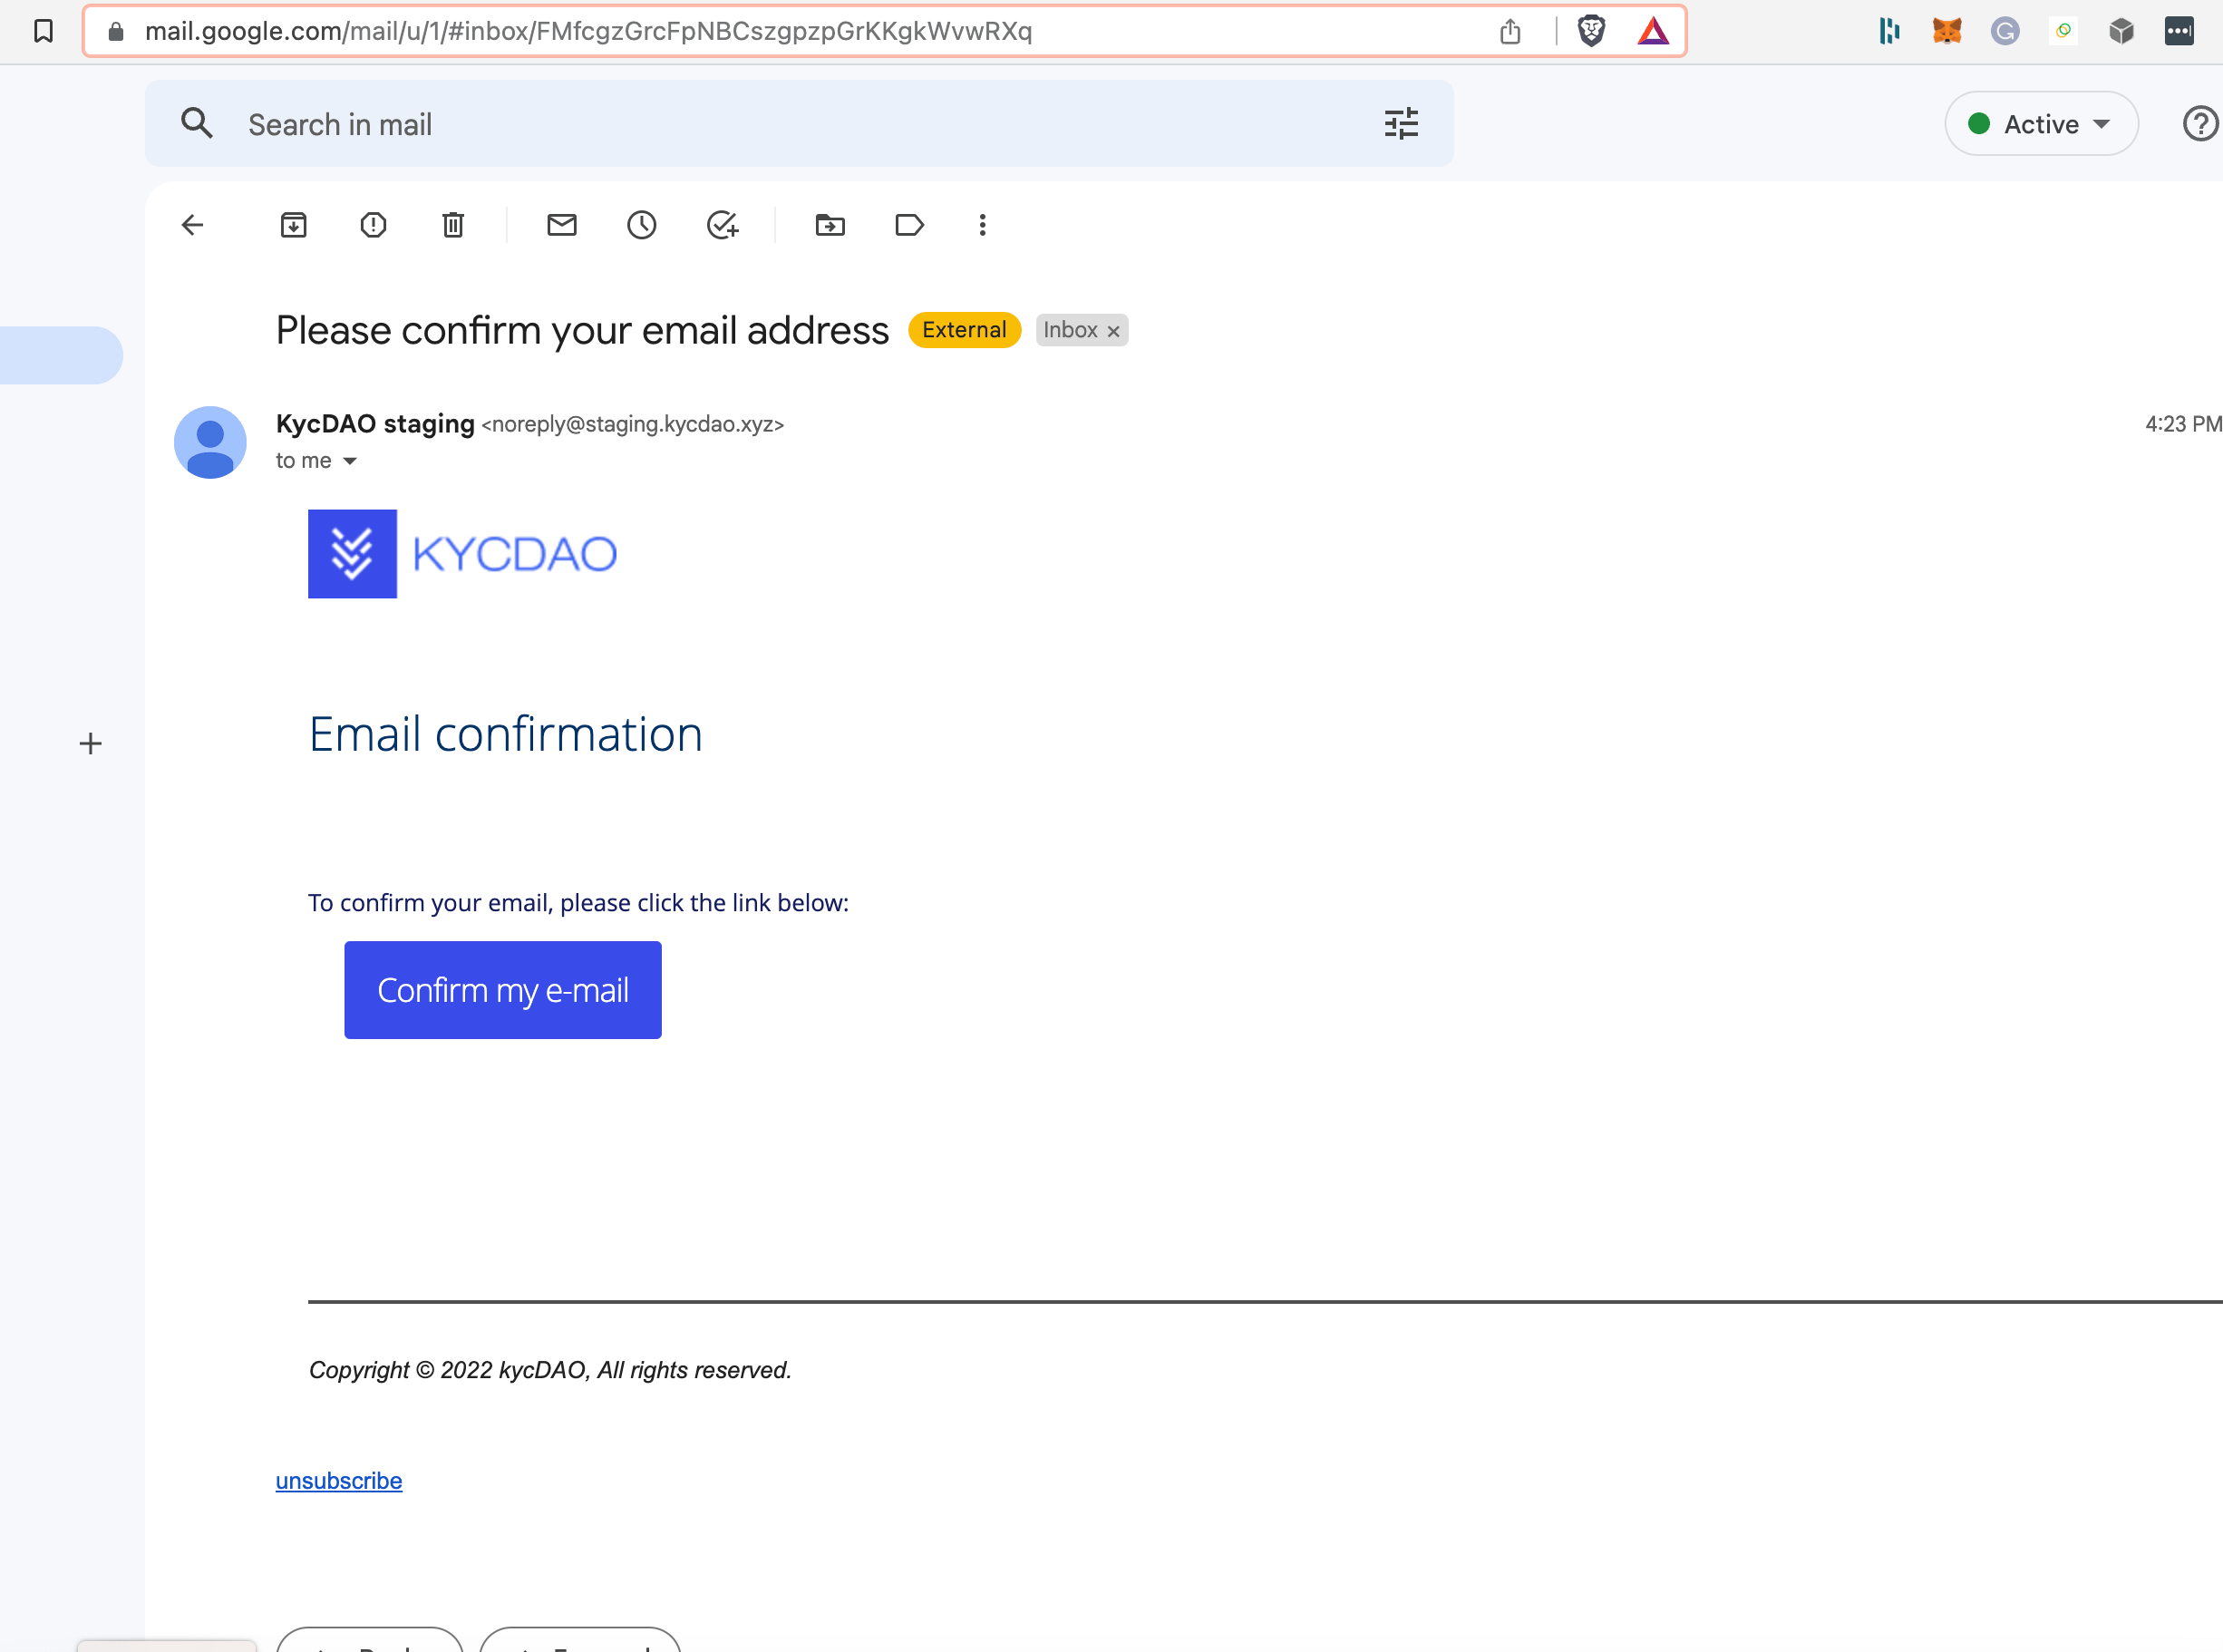 mail.google.com/mail/u/1/#inbox/FMfcgzGrcFpNBCszgpzpGrKKgkWvwRXq
Search in mail
Active
Please confirm your email address External Inbox ×
KycDAO staging <noreply@staging.kycdao.xyz> 4:23 PM
to me
KYCDAO
Email confirmation
To confirm your email, please click the link below:
Confirm my e-mail
Copyright © 2022 kycDAO, All rights reserved.
unsubscribe